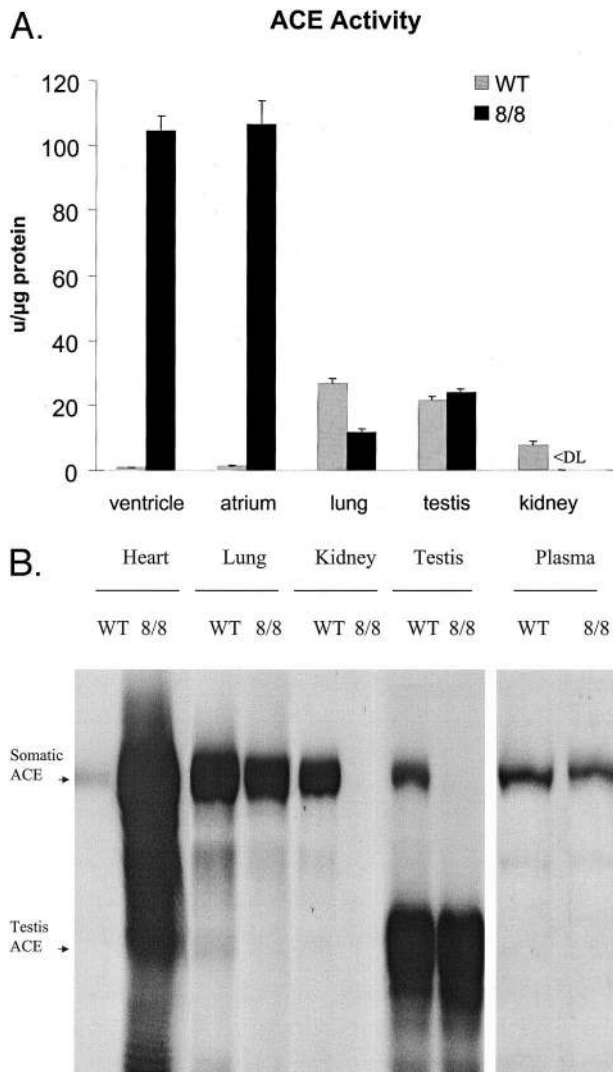 A.
ACE Activity
120
100
80
60
40
20
0
u/µg protein
WT
8/8
<DL
ventricle atrium lung testis kidney
B.
Heart Lung Kidney Testis Plasma
WT 8/8 WT 8/8 WT 8/8 WT 8/8 WT 8/8
Somatic
ACE
Testis
ACE